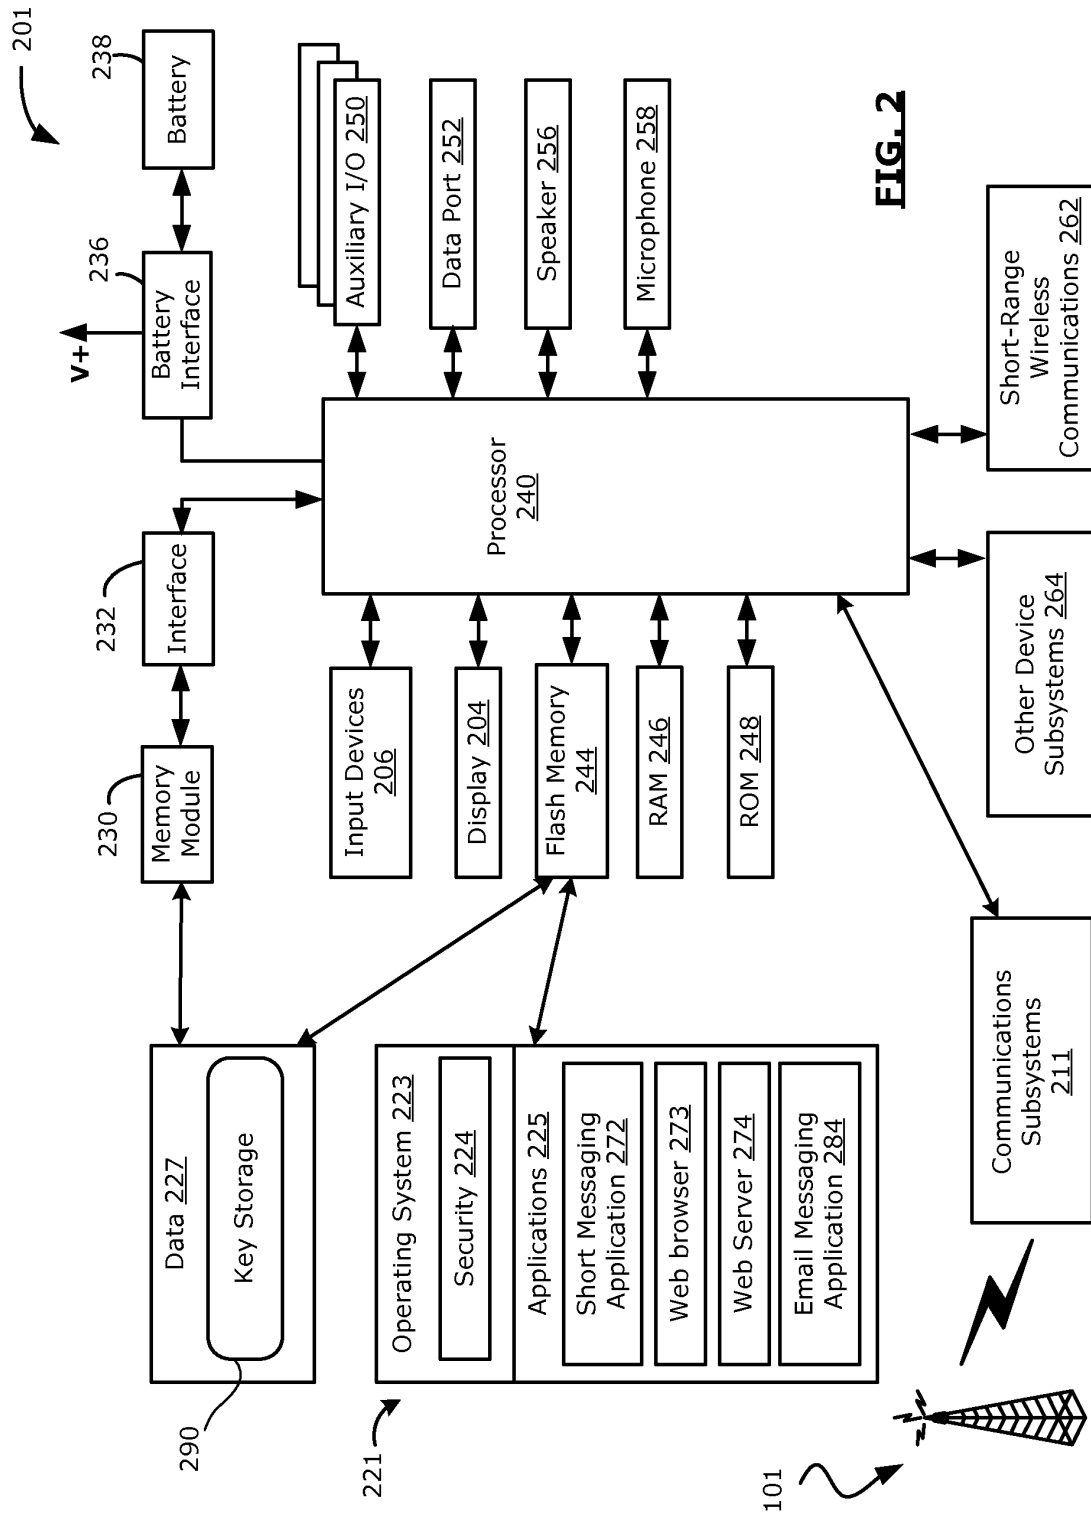 201
238
Battery
236
Battery
Interface
V+
232
Interface
230
Memory
Module
Data 227
Key Storage
290
Auxiliary I/O 250
Data Port 252
Speaker 256
Microphone 258
Processor
240
Input Devices
206
Display 204
Flash Memory
244
RAM 246
ROM 248
221
Operating System 223
Security 224
Applications 225
Short Messaging
Application 272
Web browser 273
Web Server 274
Email Messaging
Application 284
FIG. 2
Short-Range
Wireless
Communications 262
Other Device
Subsystems 264
Communications
Subsystems
211
101